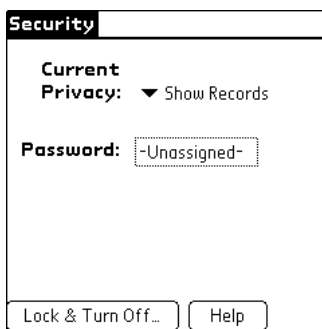 Security
Current
Privacy: Show Records
Password: -Unassigned-
Lock & Turn Off... Help